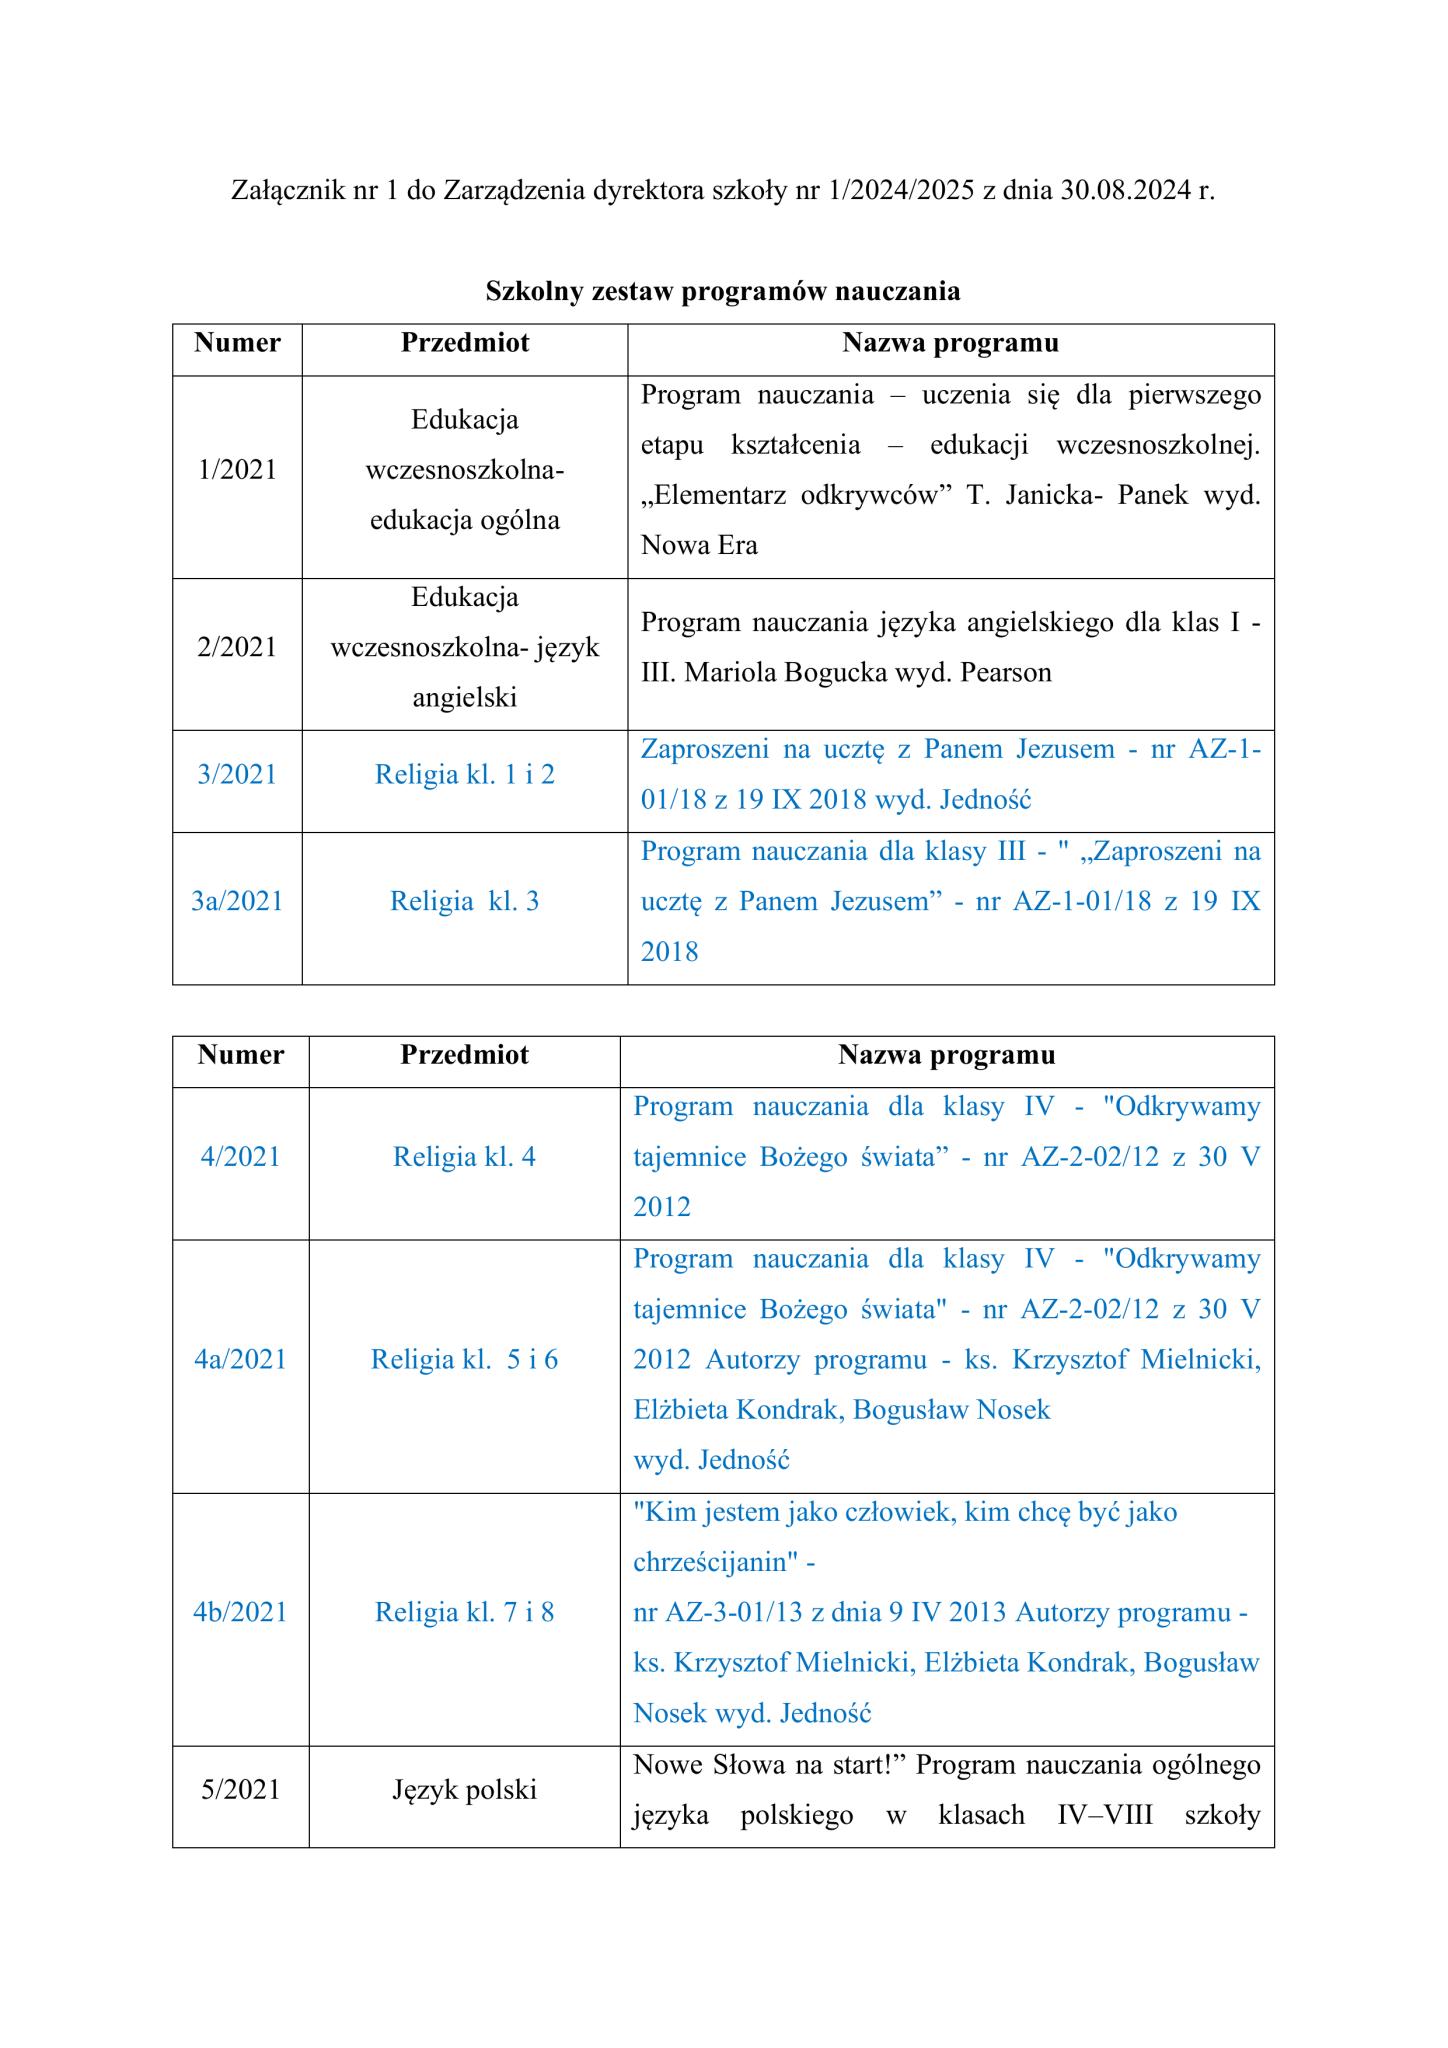 Załącznik nr 1 do Zarządzenia dyrektora szkoły nr 1/2024/2025 z dnia 30.08.2024 r.
Szkolny zestaw programów nauczania
Numer Przedmiot Nazwa programu
1/2021
Edukacja
wczesnoszkolna-
edukacja ogólna
Program nauczania – uczenia się dla pierwszego
etapu kształcenia – edukacji wczesnoszkolnej.
„Elementarz odkrywców” T. Janicka- Panek wyd.
Nowa Era
2/2021
Edukacja
wczesnoszkolna- język
angielski
Program nauczania języka angielskiego dla klas I -
III. Mariola Bogucka wyd. Pearson
3/2021
Religia kl. 1 i 2
Zaproszeni na ucztę z Panem Jezusem - nr AZ-1-
01/18 z 19 IX 2018 wyd. Jedność
3a/2021
Religia kl. 3
Program nauczania dla klasy III - " „Zaproszeni na
ucztę z Panem Jezusem” - nr AZ-1-01/18 z 19 IX
2018
Numer Przedmiot Nazwa programu
4/2021
Religia kl. 4
Program nauczania dla klasy IV - "Odkrywamy
tajemnice Bożego świata” - nr AZ-2-02/12 z 30 V
2012
4a/2021
Religia kl. 5 i 6
Program nauczania dla klasy IV - "Odkrywamy
tajemnice Bożego świata" - nr AZ-2-02/12 z 30 V
2012 Autorzy programu - ks. Krzysztof Mielnicki,
Elżbieta Kondrak, Bogusław Nosek
wyd. Jedność
4b/2021
Religia kl. 7 i 8
"Kim jestem jako człowiek, kim chcę być jako
chrześcijanin" -
nr AZ-3-01/13 z dnia 9 IV 2013 Autorzy programu -
ks. Krzysztof Mielnicki, Elżbieta Kondrak, Bogusław
Nosek wyd. Jedność
5/2021
Język polski
Nowe Słowa na start!” Program nauczania ogólnego
języka polskiego w klasach IV–VIII szkoły